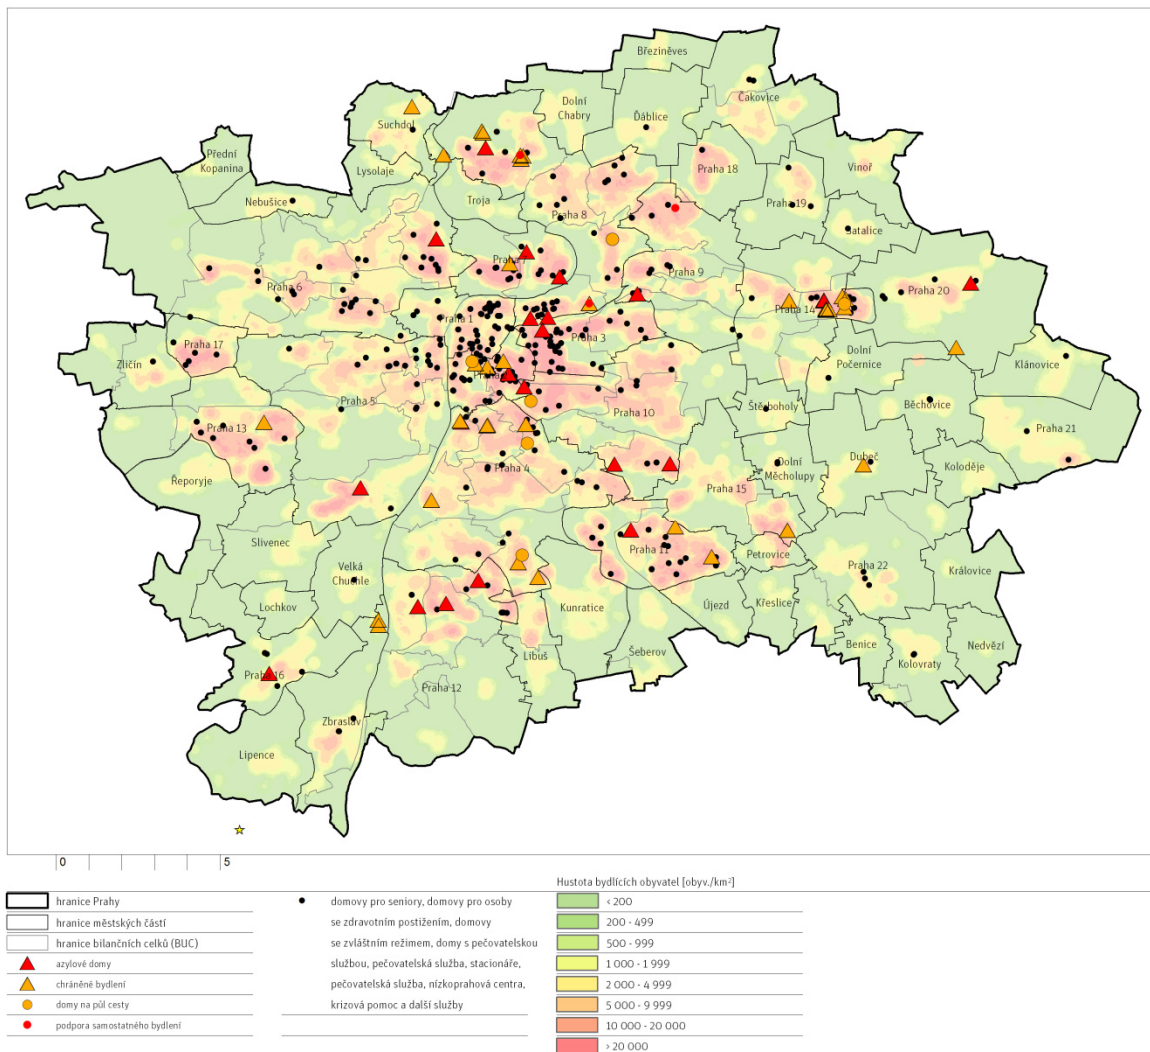 Březiněves
Čakovice
Dolní
Chabry
Ďáblice
Suchdol
Přední
Kopanina
Lysolaje
Praha 18
Vinoř
Nebušice
Troja
Praha 8
Praha 19
Satalice
Praha 7
Praha 9
Praha 6
Praha 20
Praha 14
Praha 1
Praha 3
Praha 17
Zličín
Dolní
Počernice
Klánovice
Praha
Praha 5
Praha 10
Štěrboholy
Běchovice
Praha 13
Praha 21
Praha 4
Dolní
Měcholupy
Dubeč
Koloděje
Řeporyje
Praha 15
Slivenec
Praha 11
Petrovice
Velká
Chuchle
Praha 22
Královice
Lochkov
Kunratice
Újezd
Křeslice
Libuš
Šeberov
Benice
Kolovraty
Nedvězí
Praha 16
Praha 12
Zbraslav
Lipence
0 5
Hustota bydlících obyvatel [obyv./km²]
hranice Prahy
hranice městských částí
hranice bilančních celků (BUC)
azylové domy
chráněné bydlení
domy na půl cesty
podpora samostatného bydlení
domovy pro seniory, domovy pro osoby
se zdravotním postižením, domovy
se zvláštním režimem, domy s pečovatelskou
službou, pečovatelská služba, stacionáře,
pečovatelská služba, nízkoprahová centra,
krizová pomoc a další služby
< 200
200 - 499
500 - 999
1 000 - 1 999
2 000 - 4 999
5 000 - 9 999
10 000 - 20 000
> 20 000